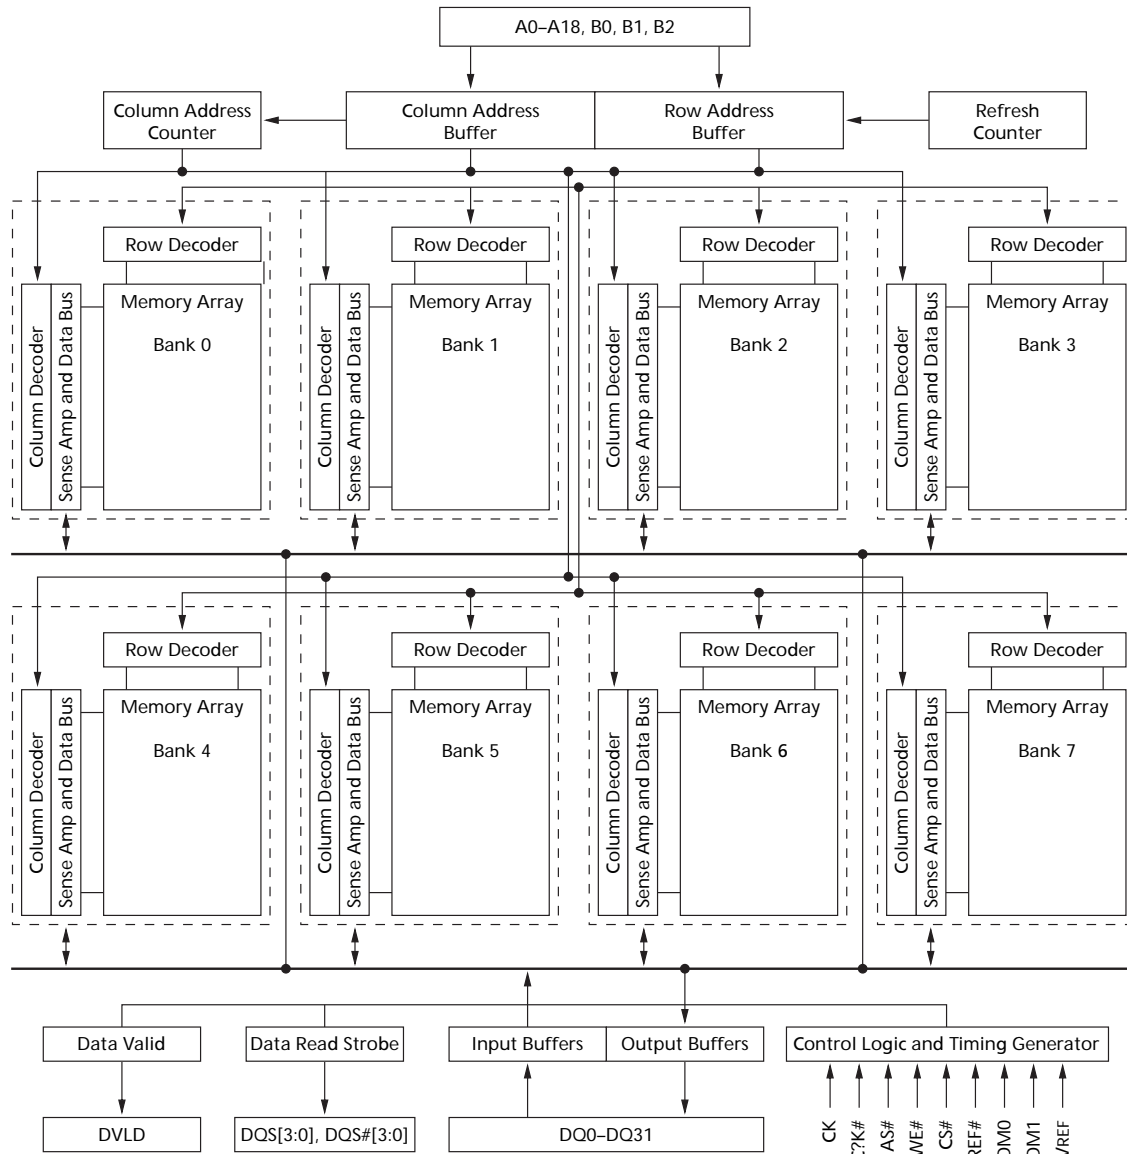 A0–A18, B0, B1, B2
Column Address
Counter
Column Address
Buffer
Row Address
Buffer
Refresh
Counter
Row Decoder
Row Decoder
Row Decoder
Row Decoder
Column Decoder
Sense Amp and Data Bus
Memory Array
Bank 0
Column Decoder
Sense Amp and Data Bus
Memory Array
Bank 1
Column Decoder
Sense Amp and Data Bus
Memory Array
Bank 2
Column Decoder
Sense Amp and Data Bus
Memory Array
Bank 3
Row Decoder
Row Decoder
Row Decoder
Row Decoder
Column Decoder
Sense Amp and Data Bus
Memory Array
Bank 4
Column Decoder
Sense Amp and Data Bus
Memory Array
Bank 5
Column Decoder
Sense Amp and Data Bus
Memory Array
Bank 6
Column Decoder
Sense Amp and Data Bus
Memory Array
Bank 7
Data Valid
Data Read Strobe
Input Buffers
Output Buffers
Control Logic and Timing Generator
DVLD
DQS[3:0], DQS#[3:0]
DQ0–DQ31
CK
?K#
AS#
WE#
CS#
REF#
DM0
DM1
VREF